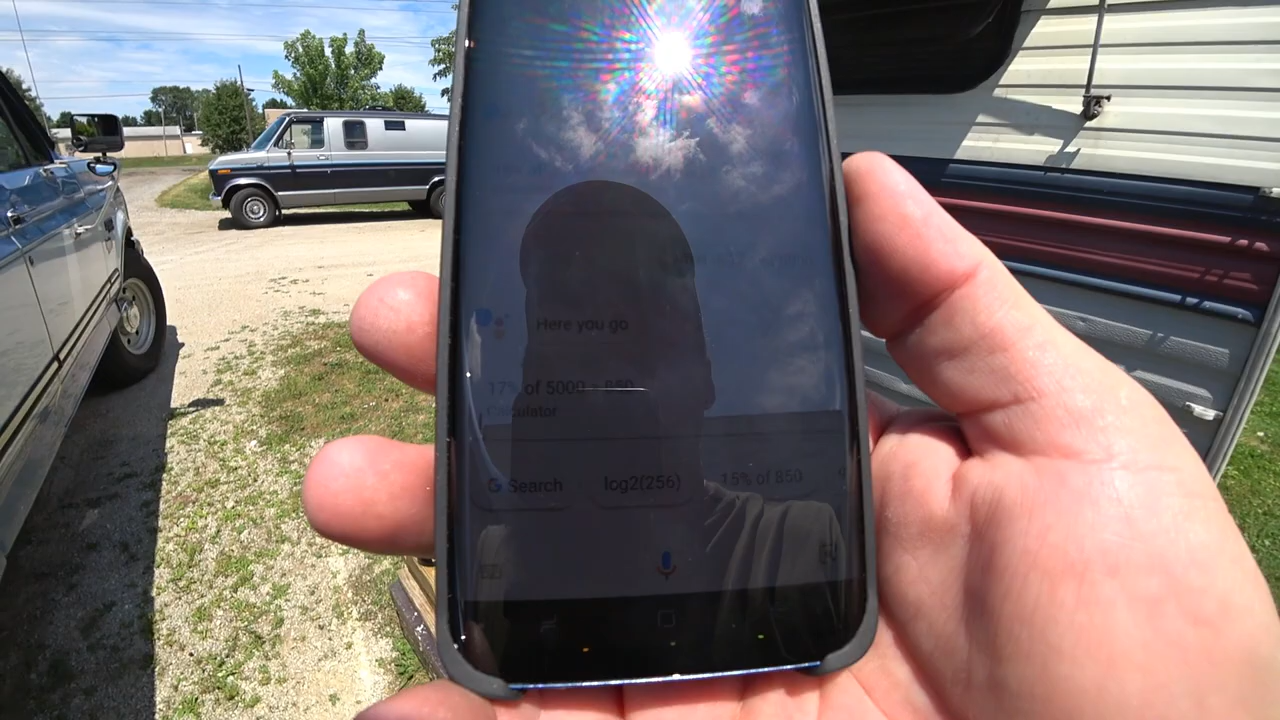 Here you go
17% of 5000 = 850
Calculator
G Search
log2(256)
15% of 850